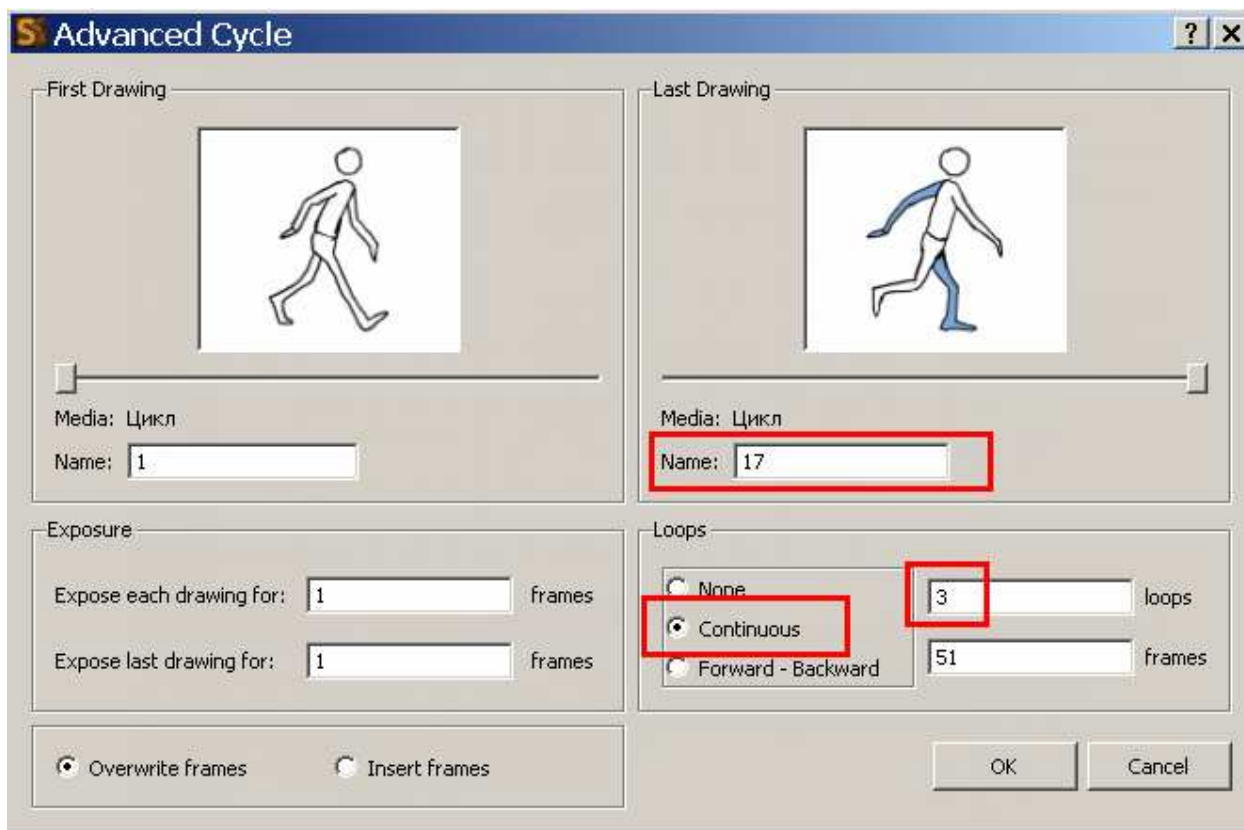 Advanced Cycle
First Drawing
Media: Цикл
Name: 1
Last Drawing
Media: Цикл
Name: 17
Exposure
Expose each drawing for: 1 frames
Expose last drawing for: 1 frames
Loops
None
Continuous
Forward - Backward
3 loops
51 frames
Overwrite frames Insert frames
OK Cancel